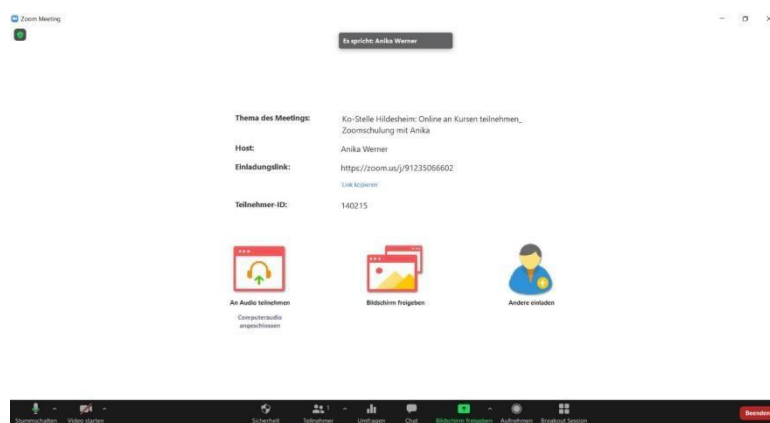 Zoom Meeting
Es spricht: Anika Werner
Thema des Meetings:
Ko-Stelle Hildesheim: Online an Kursen teilnehmen_
Zoomschulung mit Anika
Host:
Anika Werner
Einladungslink:
https://zoom.us/j/91235066602
Link kopieren
Teilnehmer-ID:
140215
An Audio teilnehmen
Bildschirm freigeben
Andere einladen
Computeraudio
angeschlossen
1
Stummschalten
Video starten
Sicherheit
Teilnehmer
Umfragen
Chat
Bildschirm freigeben
Aufnehmen
Breakout Session
Beenden